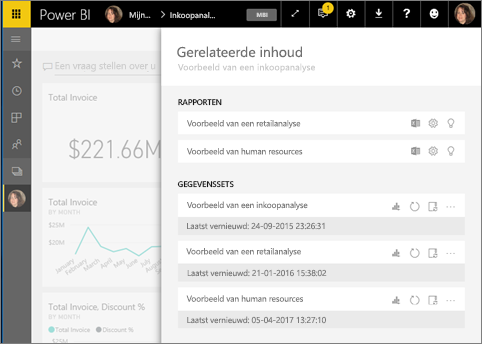 Power BI
Mijn...
Inkoopanal...
MBI
1
?
Gerelateerde inhoud
Voorbeeld van een inkoopanalyse
Een vraag stellen over u
RAPPORTEN
Total Invoice
Voorbeeld van een retailanalyse
$221.66M
Voorbeeld van human resources
GEGEVENSSETS
Total Invoice
BY MONTH
Voorbeeld van een inkoopanalyse
Laatst vernieuwd: 24-09-2015 23:26:31
$25M
$20M
January
February
March
April
May
June
July
August
Voorbeeld van een retailanalyse
Laatst vernieuwd: 21-01-2016 15:38:02
Total Invoice, Discount %
BY MONTH
Total Invoice Discount %
$25M
Voorbeeld van human resources
Laatst vernieuwd: 05-04-2017 13:27:10